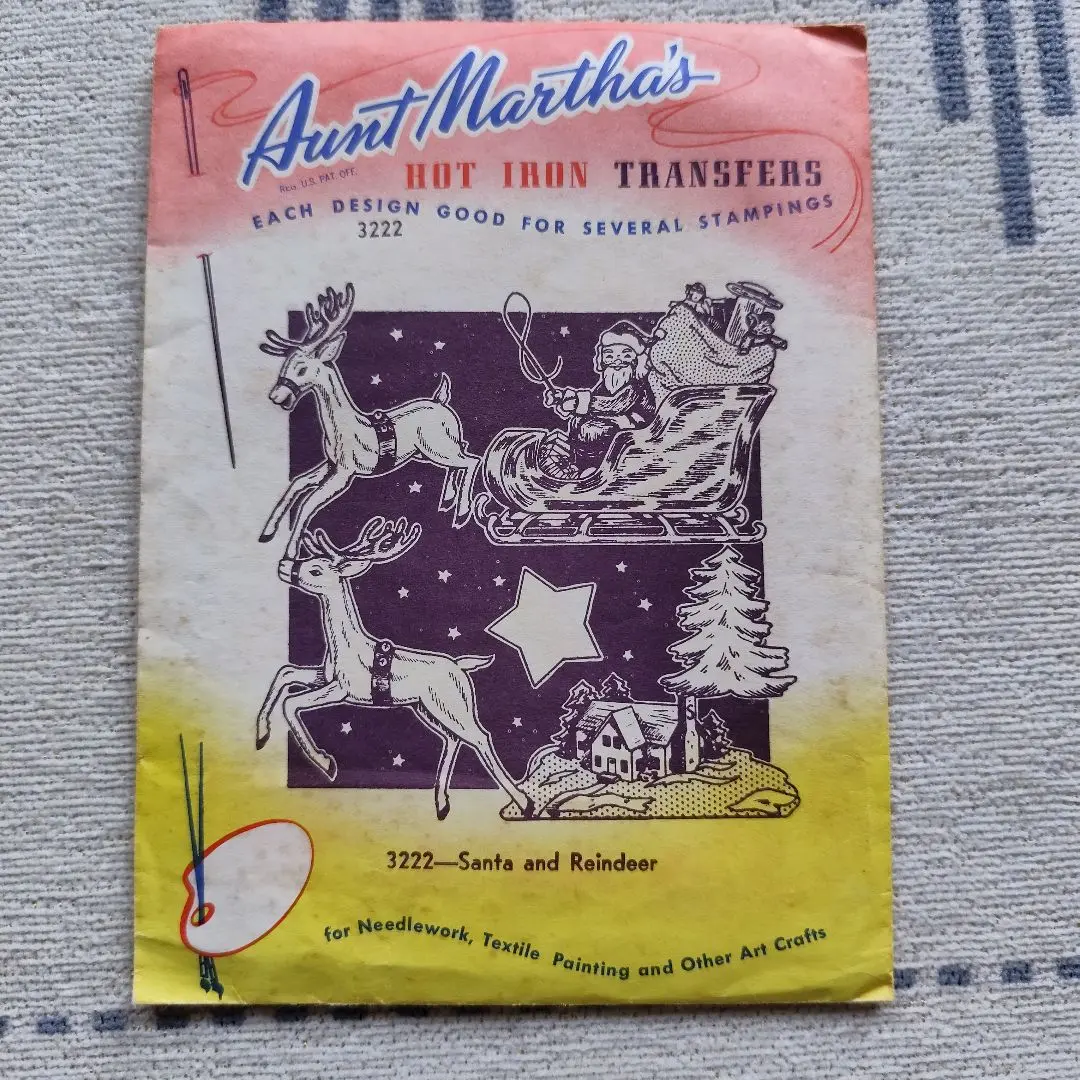 Aunt Martha's
REG. U.S. PAT. OFF.
HOT IRON TRANSFERS
EACH DESIGN GOOD FOR SEVERAL STAMPINGS
3222
3222—Santa and Reindeer
for Needlework, Textile Painting and Other Art Crafts